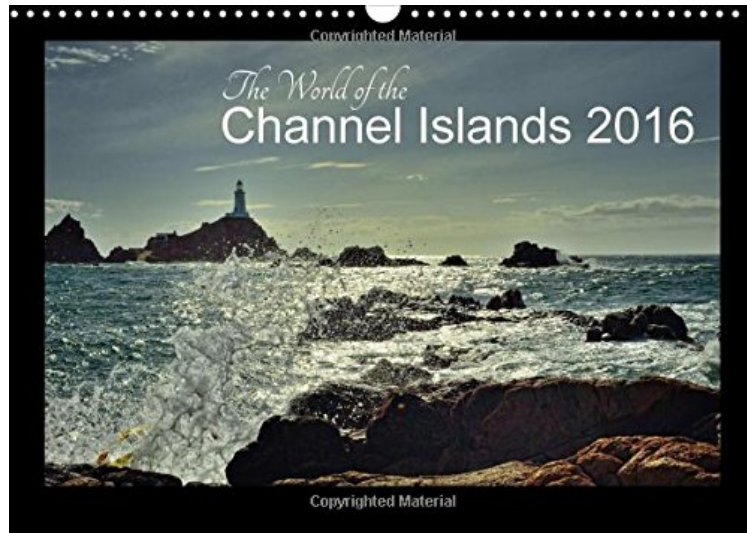 Copyrighted Material
The World of the
Channel Islands 2016
Copyrighted Material